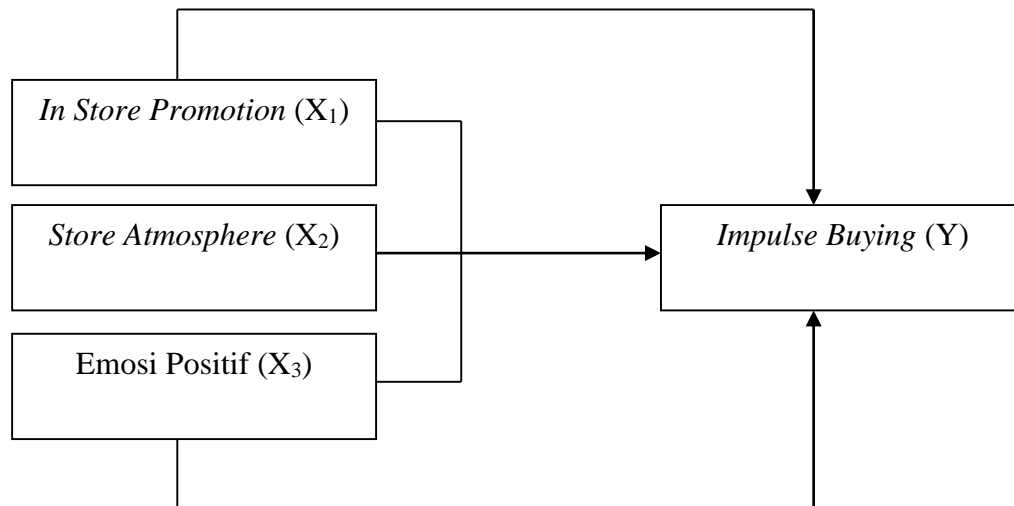 In Store Promotion (X₁)
Store Atmosphere (X₂)
Impulse Buying (Y)
Emosi Positif (X₃)